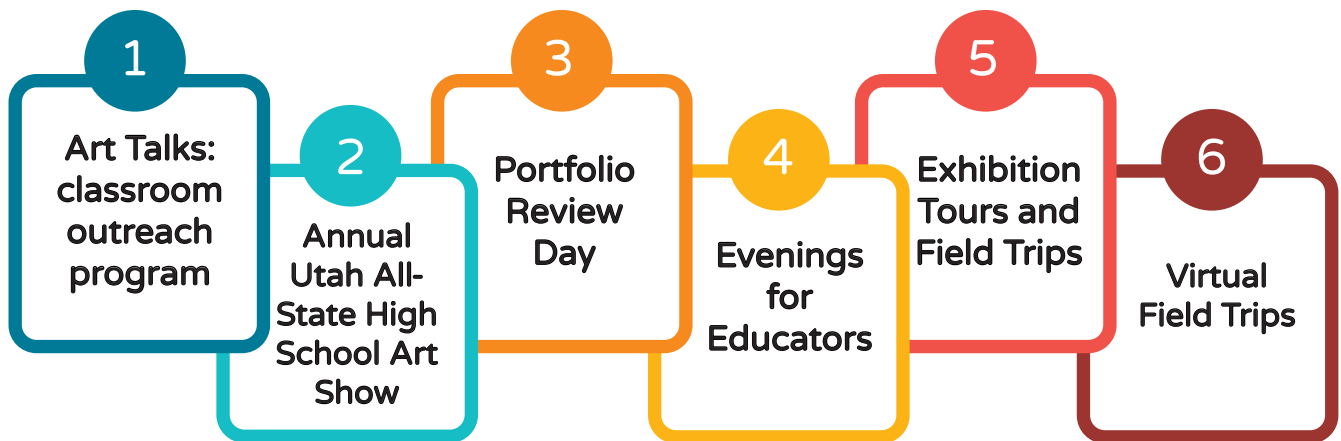 1
Art Talks:
classroom
outreach
program
2
Annual
Utah All-
State High
School Art
Show
3
Portfolio
Review
Day
4
Evenings
for
Educators
5
Exhibition
Tours and
Field Trips
6
Virtual
Field Trips